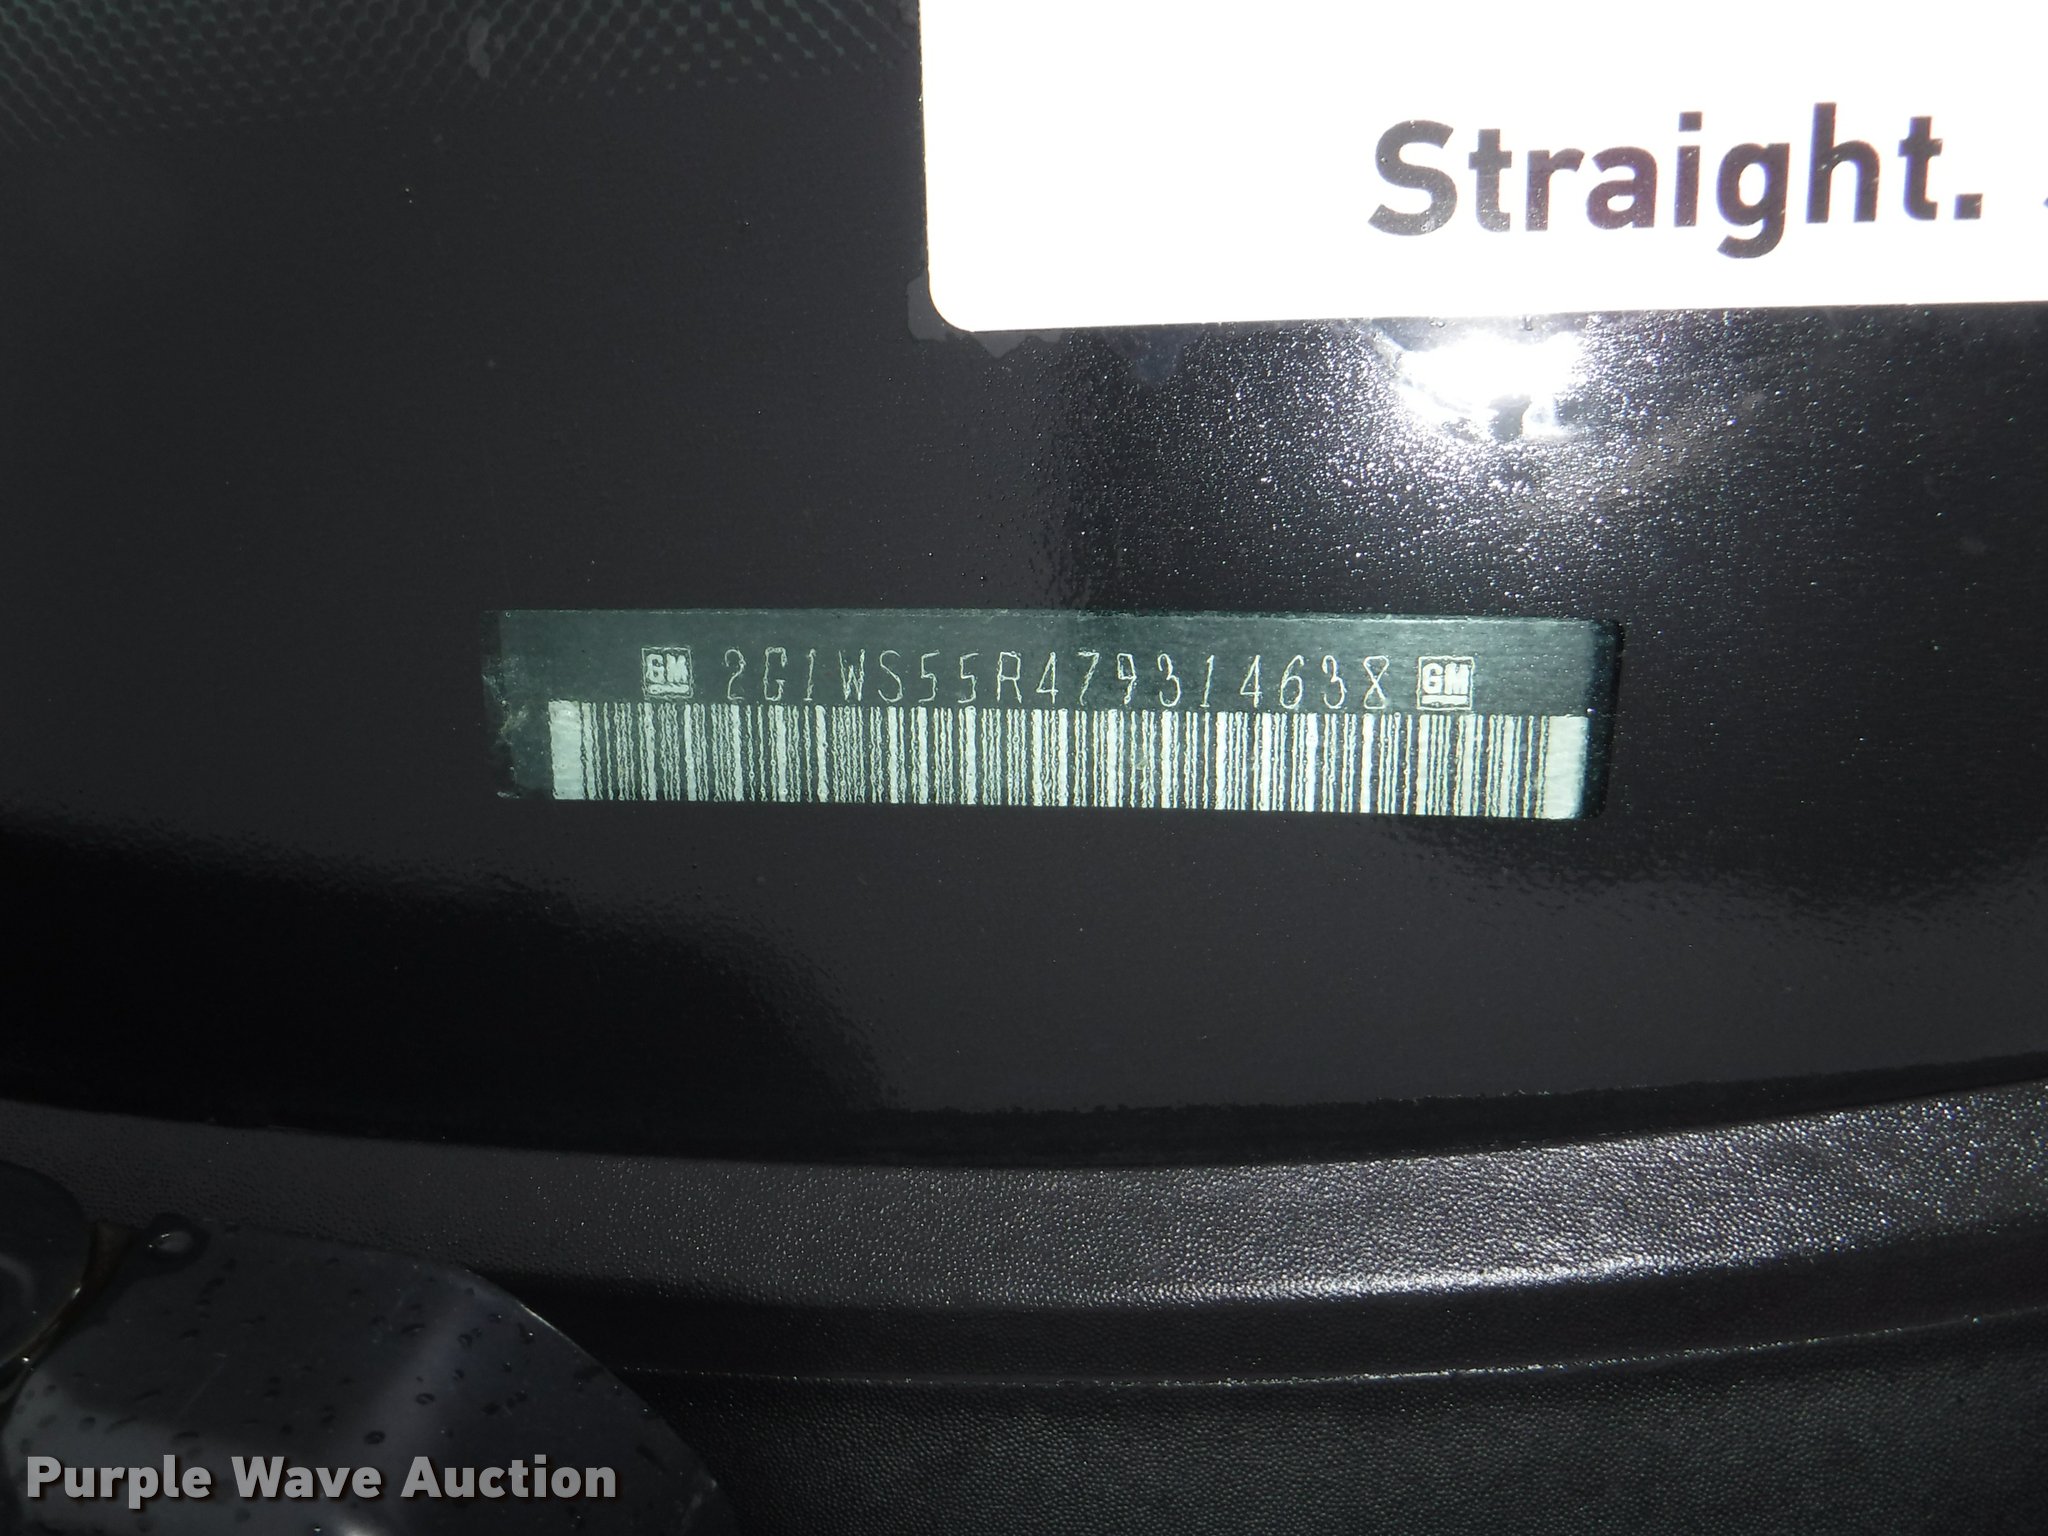 Straight.
GM 2G1WS55R479314638 GM
Purple Wave Auction